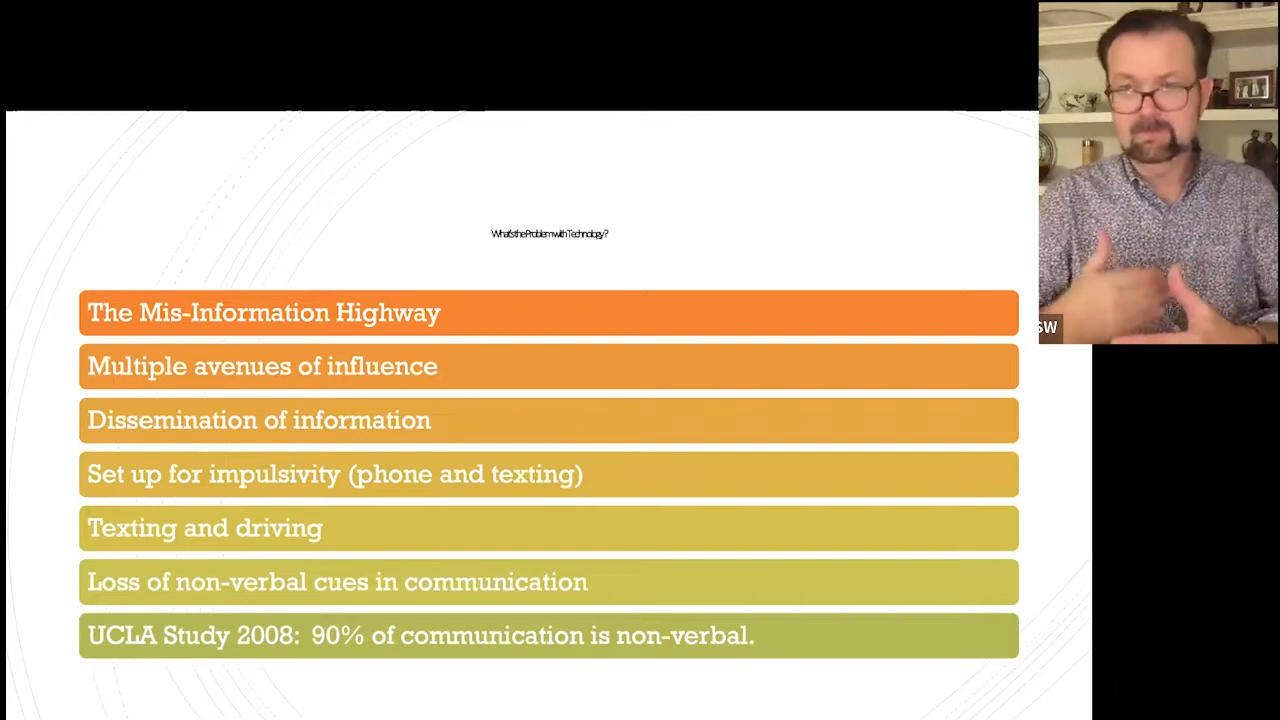 What's the Problem with Technology?
The Mis-Information Highway
Multiple avenues of influence
Dissemination of information
Set up for impulsivity (phone and texting)
Texting and driving
Loss of non-verbal cues in communication
UCLA Study 2008:  90% of communication is non-verbal.
SW